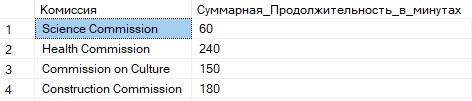 Комиссия Суммарная_Продолжительность_в_минутах
1 Science Commission 60
2 Health Commission 240
3 Commission on Culture 150
4 Construction Commission 180